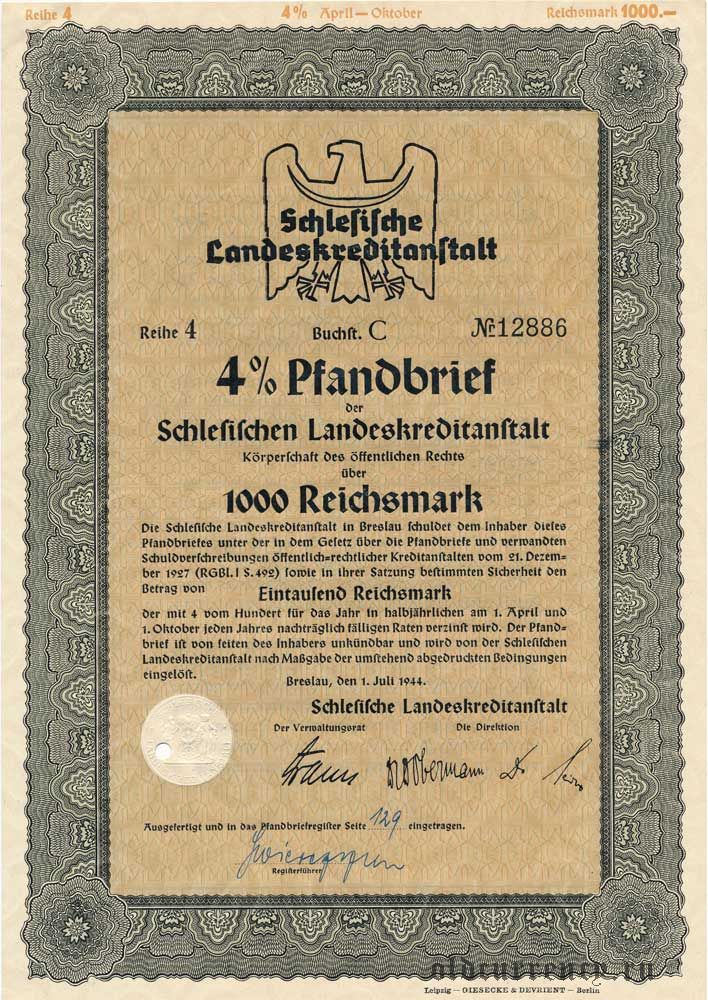 Reihe 4 4% April — Oktober Reichsmark 1000.—
Schlesische
Landeskreditanstalt
Reihe 4 Buchst. C № 12886
4% Pfandbrief
der
Schlesischen Landeskreditanstalt
Körperschaft des öffentlichen Rechts
über
1000 Reichsmark
Die Schlesische Landeskreditanstalt in Breslau schuldet dem Inhaber dieses
Pfandbriefes unter der in dem Gesetz über die Pfandbriefe und verwandten
Schuldverschreibungen öffentlich-rechtlicher Kreditanstalten vom 21. Dezem-
ber 1927 (RGBl. I S. 492) sowie in ihrer Satzung bestimmten Sicherheit den
Betrag von
Eintausend Reichsmark
der mit 4 vom Hundert für das Jahr in halbjährlichen am 1. April und
1. Oktober jeden Jahres nachträglich fälligen Raten verzinst wird. Der Pfand-
brief ist von seiten des Inhabers unkündbar und wird von der Schlesischen
Landeskreditanstalt nach Maßgabe der umstehend abgedruckten Bedingungen
eingelöst.
Breslau, den 1. Juli 1944.
Schlesische Landeskreditanstalt
Der Verwaltungsrat Die Direktion
Ausgefertigt und in das Pfandbriefregister Seite 129 eingetragen.
Registerführer
oldcurrency.ru
Leipzig — GIESECKE & DEVRIENT — Berlin